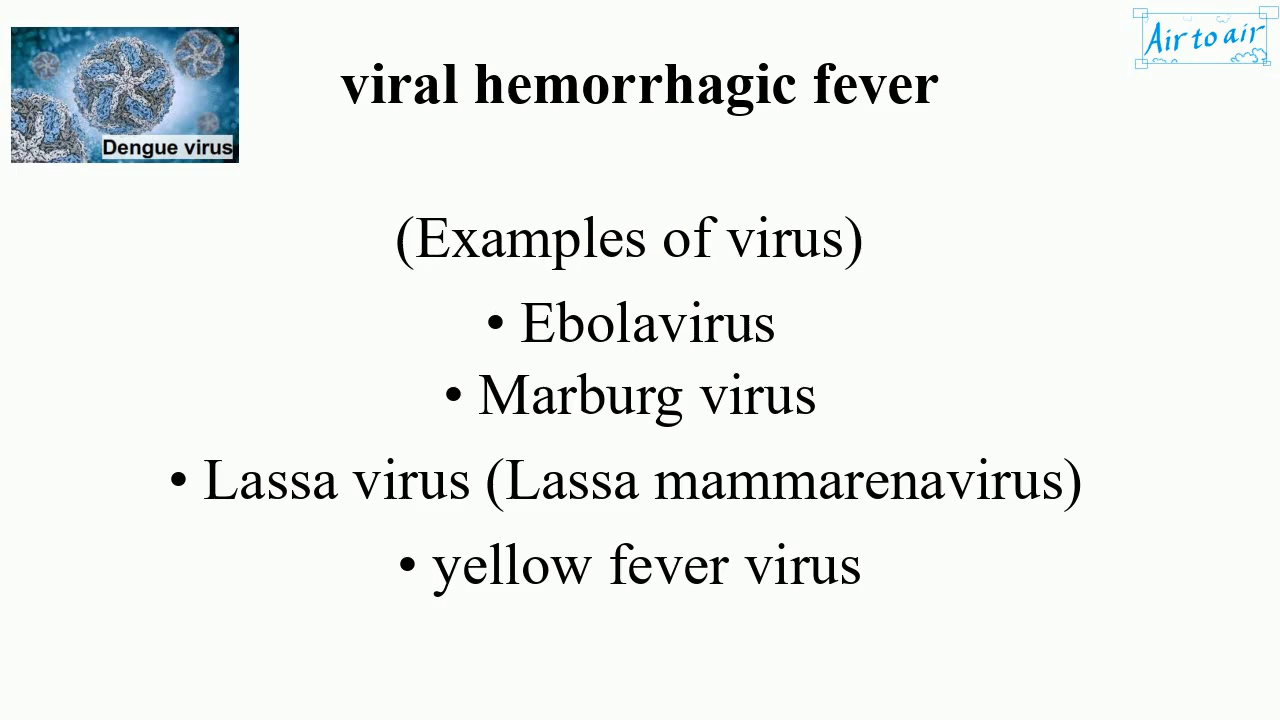 Air to air
viral hemorrhagic fever
Dengue virus
(Examples of virus)
• Ebolavirus
• Marburg virus
• Lassa virus (Lassa mammarenavirus)
• yellow fever virus